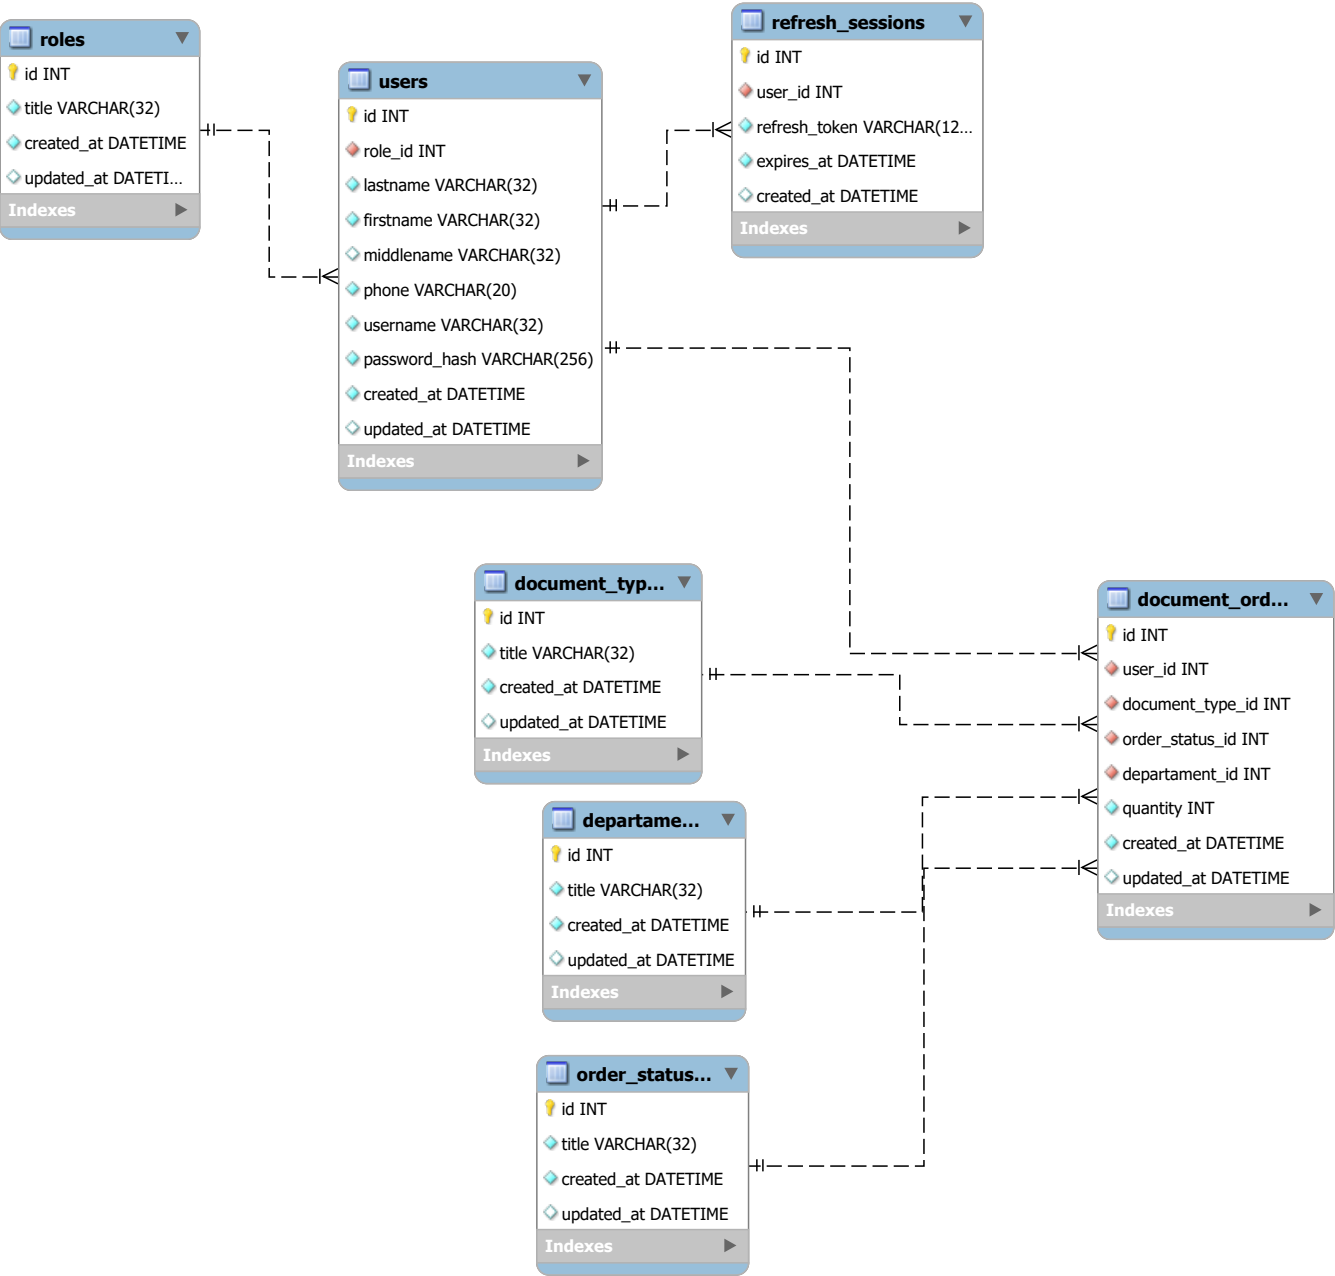 roles
id INT
title VARCHAR(32)
created_at DATETIME
updated_at DATETI...
Indexes
users
id INT
role_id INT
lastname VARCHAR(32)
firstname VARCHAR(32)
middlename VARCHAR(32)
phone VARCHAR(20)
username VARCHAR(32)
password_hash VARCHAR(256)
created_at DATETIME
updated_at DATETIME
Indexes
refresh_sessions
id INT
user_id INT
refresh_token VARCHAR(12...
expires_at DATETIME
created_at DATETIME
Indexes
document_typ...
id INT
title VARCHAR(32)
created_at DATETIME
updated_at DATETIME
Indexes
document_ord...
id INT
user_id INT
document_type_id INT
order_status_id INT
departament_id INT
quantity INT
created_at DATETIME
updated_at DATETIME
Indexes
departame...
id INT
title VARCHAR(32)
created_at DATETIME
updated_at DATETIME
Indexes
order_status...
id INT
title VARCHAR(32)
created_at DATETIME
updated_at DATETIME
Indexes